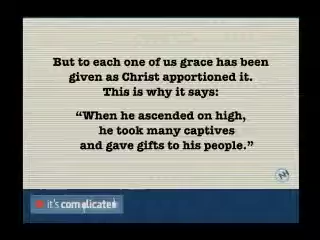 But to each one of us grace has been
given as Christ apportioned it.
This is why it says:
“When he ascended on high,
he took many captives
and gave gifts to his people.”
it's complicated